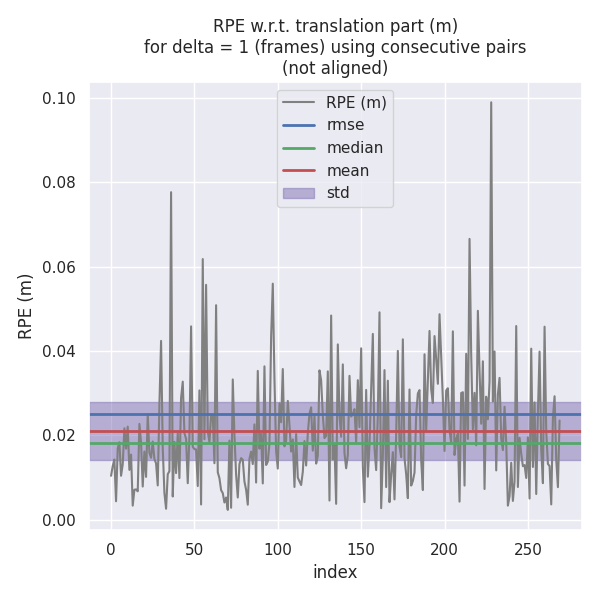 RPE w.r.t. translation part (m)
for delta = 1 (frames) using consecutive pairs
(not aligned)
RPE (m)
rmse
median
mean
std
0.10
0.08
0.06
0.04
0.02
0.00
RPE (m)
0
50
100
150
200
250
index